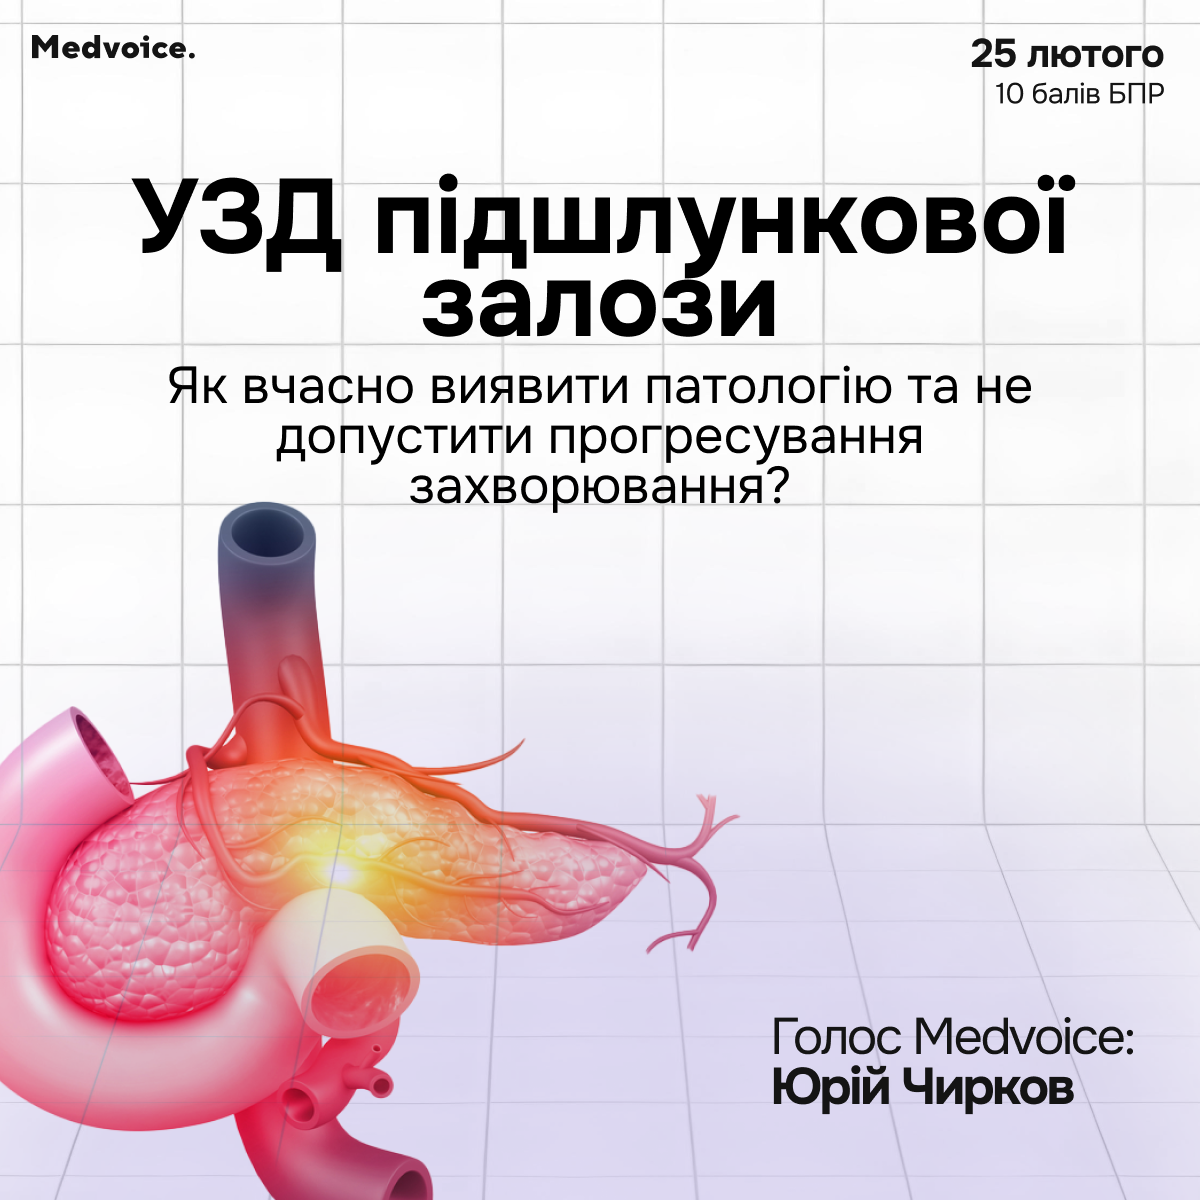 Medvoice.
25 лютого
10 балів БПР
УЗД підшлункової
залози
Як вчасно виявити патологію та не
допустити прогресування
захворювання?
Голос Medvoice:
Юрій Чирков